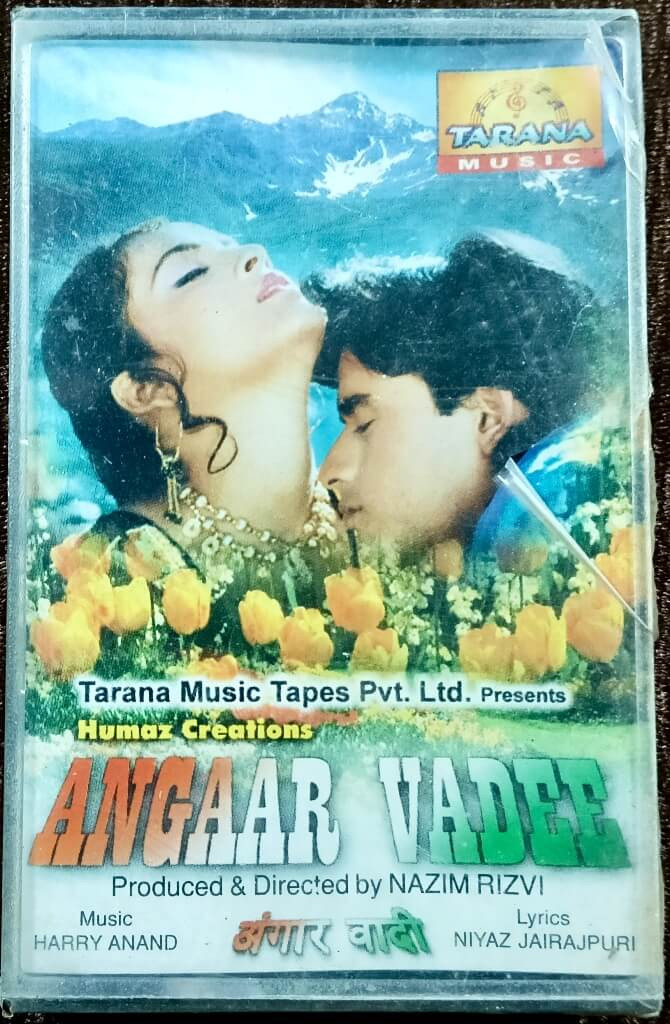 TARANA
MUSIC
Tarana Music Tapes Pvt. Ltd. Presents
Humaz Creations
ANGAAR VADEE
Produced & Directed by NAZIM RIZVI
Music
HARRY ANAND
अंगार वादी
Lyrics
NIYAZ JAIRAJPURI